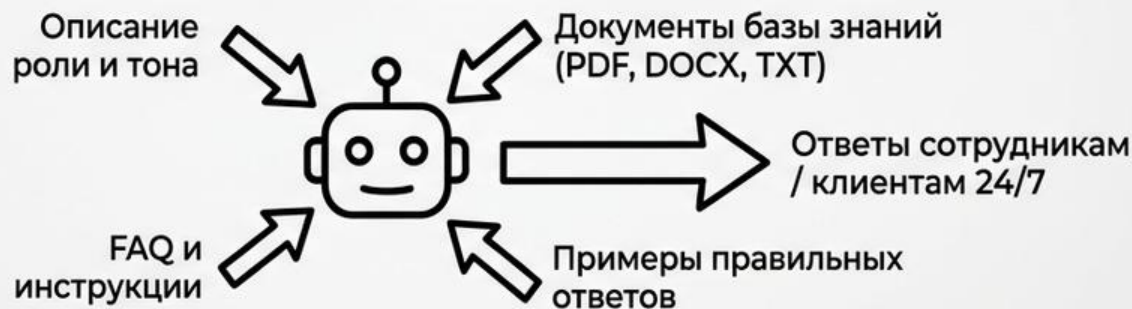 Описание
роли и тона
Документы базы знаний
(PDF, DOCX, TXT)
Ответы сотрудникам
/ клиентам 24/7
FAQ и
инструкции
Примеры правильных
ответов